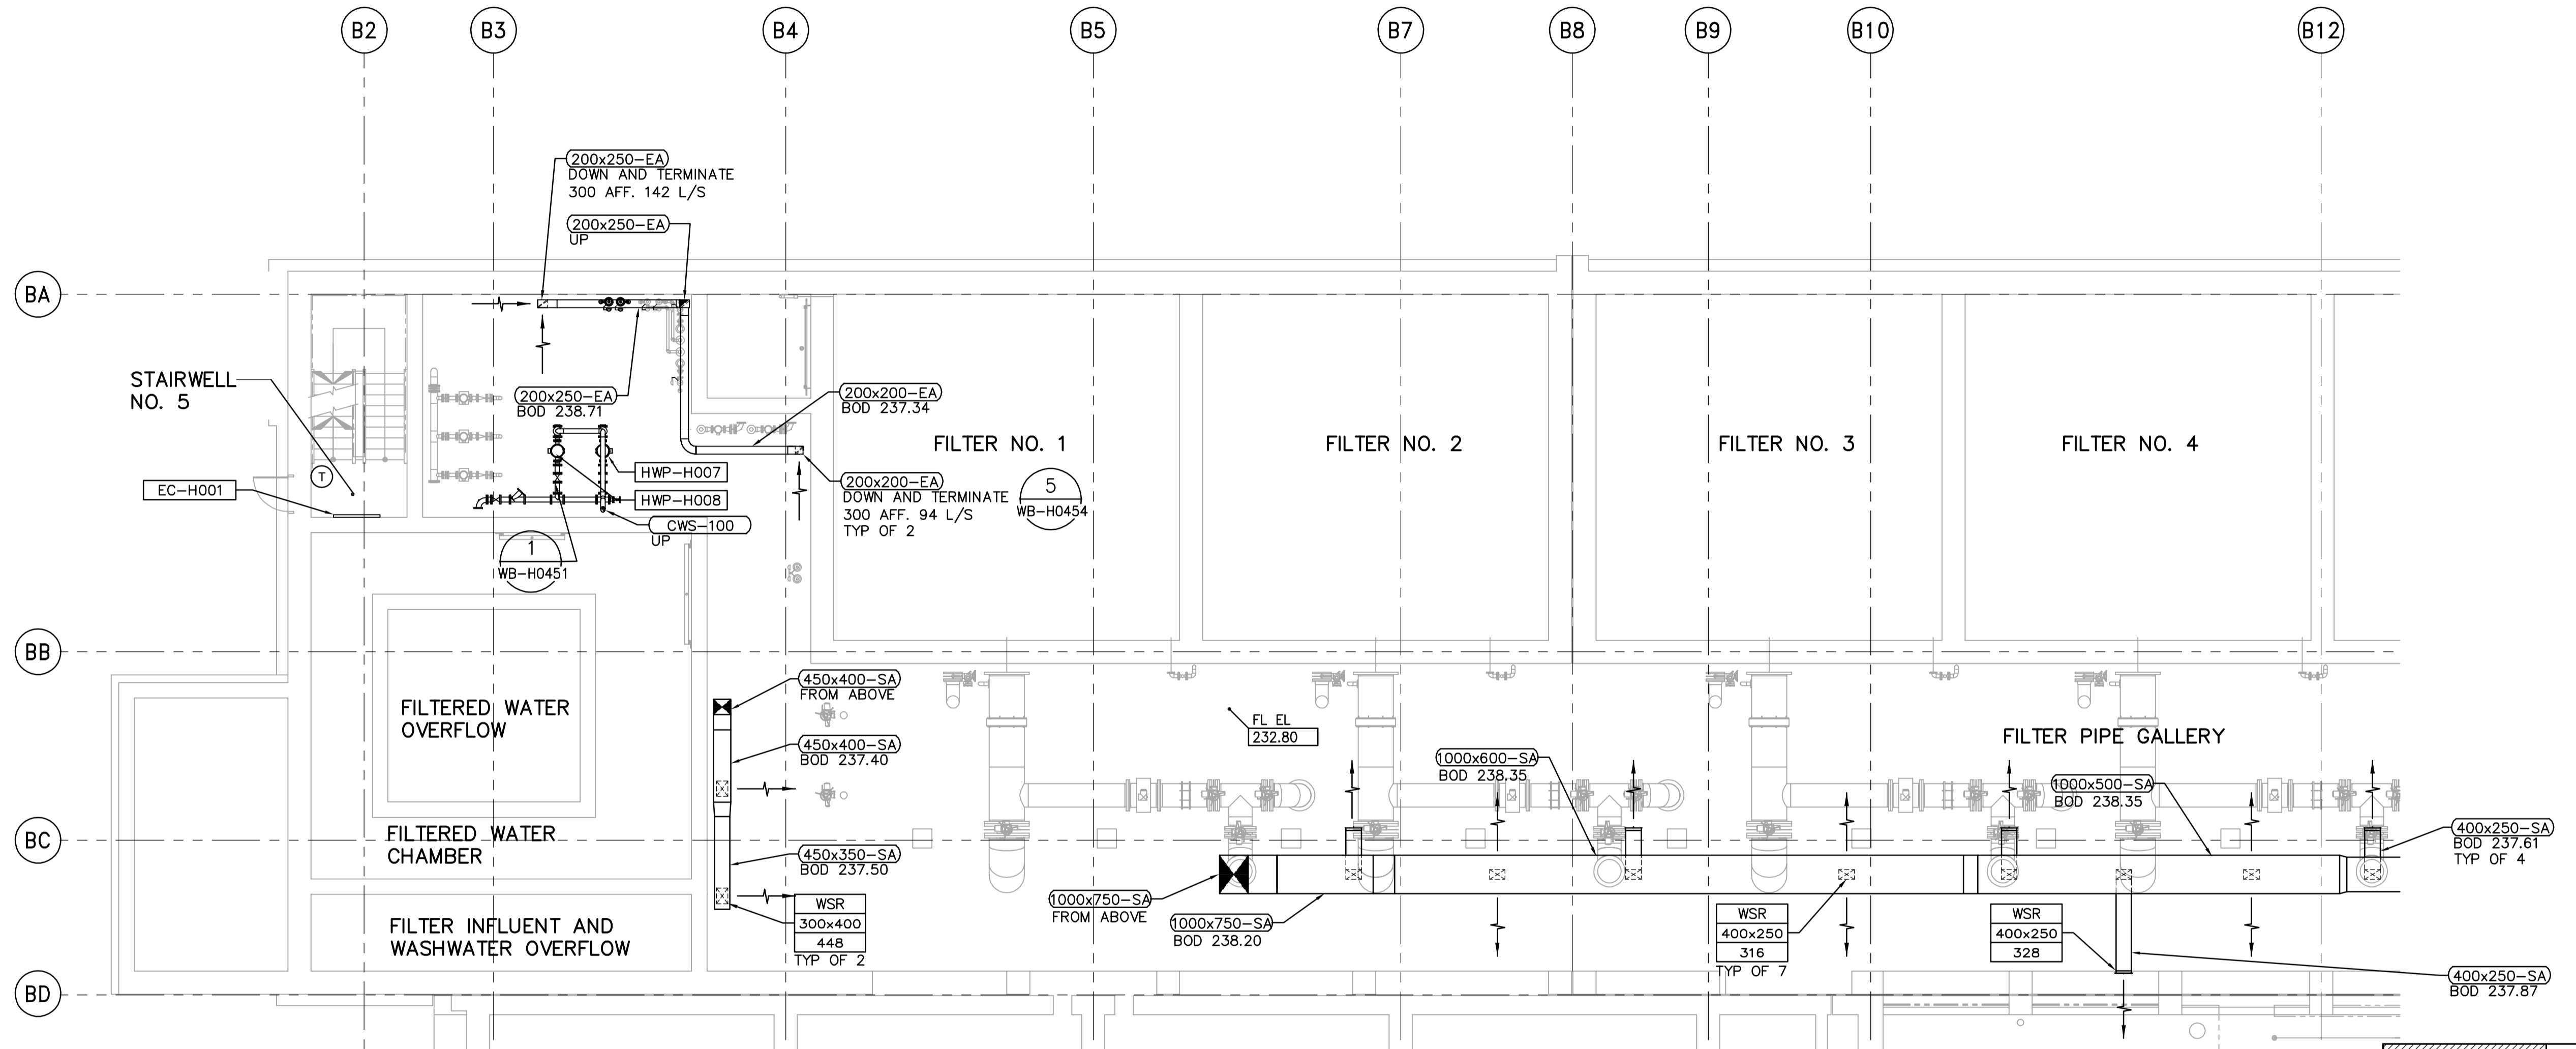 B2
B3
B4
B5
B7
B8
B9
B10
B12
BA
BB
BC
BD
200x250-EA
DOWN AND TERMINATE
300 AFF. 142 L/S
200x250-EA
UP
STAIRWELL
NO. 5
T
EC-H001
200x250-EA
BOD 238.71
200x200-EA
BOD 237.34
HWP-H007
HWP-H008
CWS-100
UP
1
WB-H0451
200x200-EA
DOWN AND TERMINATE
300 AFF. 94 L/S
TYP OF 2
FILTER NO. 1
5
WB-H0454
FILTER NO. 2
FILTER NO. 3
FILTER NO. 4
FILTERED WATER
OVERFLOW
FILTERED WATER
CHAMBER
FILTER INFLUENT AND
WASHWATER OVERFLOW
450x400-SA
FROM ABOVE
450x400-SA
BOD 237.40
450x350-SA
BOD 237.50
WSR
300x400
448
TYP OF 2
FL EL
232.80
1000x750-SA
FROM ABOVE
1000x750-SA
BOD 238.20
1000x600-SA
BOD 238.35
FILTER PIPE GALLERY
1000x500-SA
BOD 238.35
WSR
400x250
316
TYP OF 7
WSR
400x250
328
400x250-SA
BOD 237.61
TYP OF 4
400x250-SA
BOD 237.87